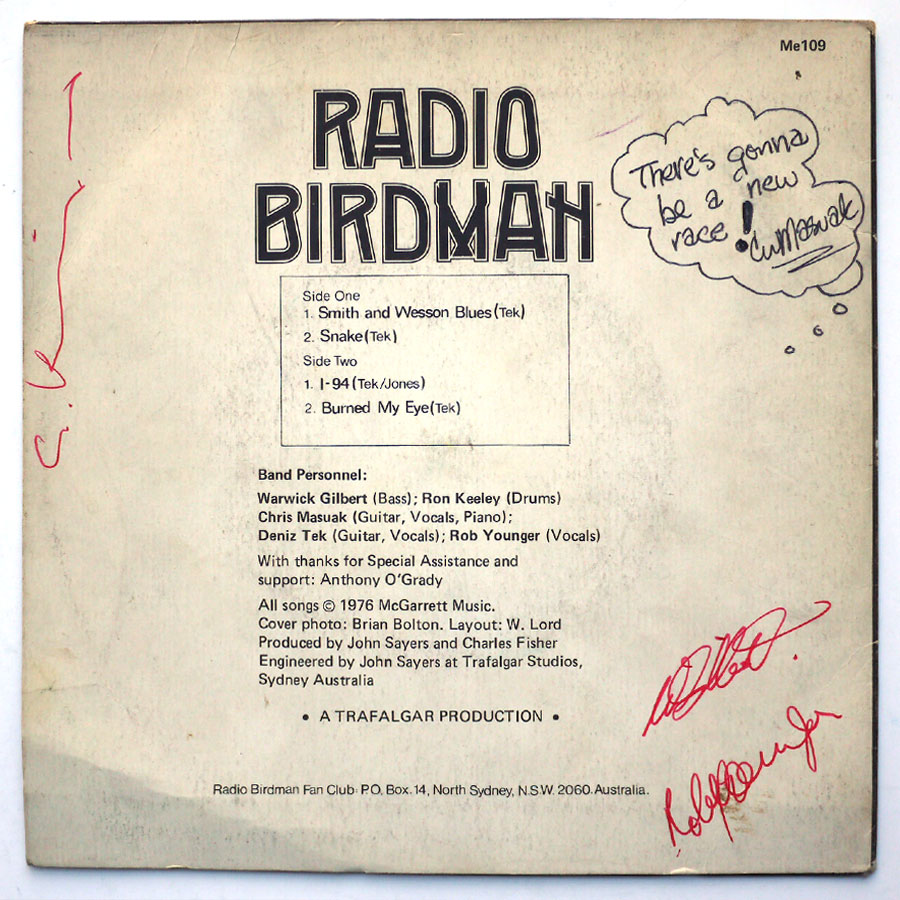 Me109
RADIO
BIRDMAN
There's gonna
be a new
race!
CWMasuak
Side One
1. Smith and Wesson Blues (Tek)
2. Snake (Tek)
Side Two
1. I-94 (Tek/Jones)
2. Burned My Eye (Tek)
Band Personnel:
Warwick Gilbert (Bass); Ron Keeley (Drums)
Chris Masuak (Guitar, Vocals, Piano);
Deniz Tek (Guitar, Vocals); Rob Younger (Vocals)
With thanks for Special Assistance and
support: Anthony O'Grady
All songs © 1976 McGarrett Music.
Cover photo: Brian Bolton. Layout: W. Lord
Produced by John Sayers and Charles Fisher
Engineered by John Sayers at Trafalgar Studios,
Sydney Australia
• A TRAFALGAR PRODUCTION •
Radio Birdman Fan Club: P.O. Box. 14, North Sydney, N.S.W. 2060. Australia.